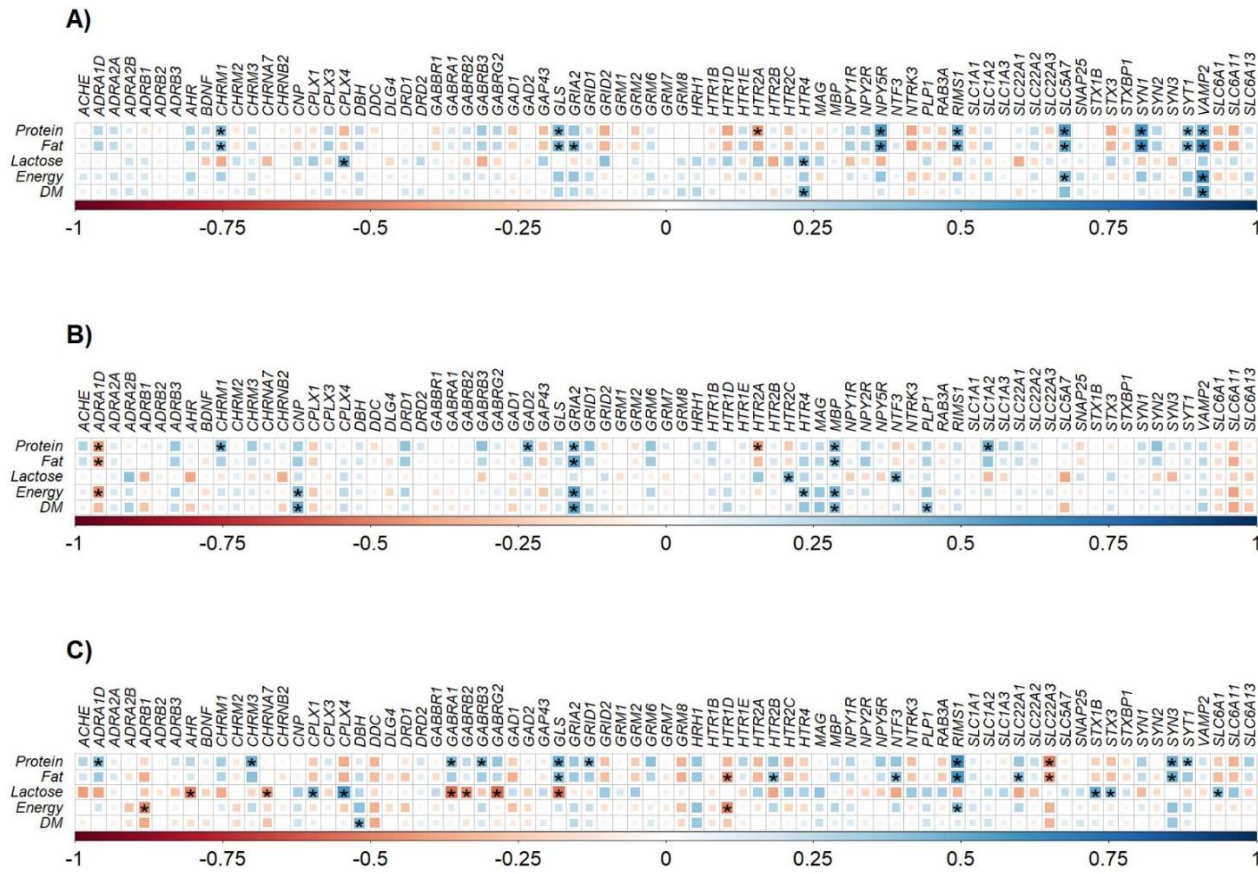 A)
ACHE ADRA1D ADRA2A ADRA2B ADRB1 ADRB2 ADRB3 AHR BDNF CHRM1 CHRM2 CHRM3 CHRNA7 CHRNB2 CNP CPLX1 CPLX3 CPLX4 DBH DDC DLG4 DRD1 DRD2 GABBR1 GABRA1 GABRB2 GABRB3 GABRG2 GAD1 GAD2 GAP43 GLS GRIA2 GRID1 GRID2 GRM1 GRM2 GRM6 GRM7 GRM8 HRH1 HTR1B HTR1D HTR1E HTR2A HTR2B HTR2C HTR4 MAG MBP NPY1R NPY2R NPY5R NTF3 NTRK3 PLP1 RAB3A RIMS1 SLC1A1 SLC1A2 SLC1A3 SLC22A1 SLC22A2 SLC22A3 SLC5A7 SNAP25 STX1B STX3 STXBP1 SYN1 SYN2 SYN3 SYT1 VAMP2 SLC6A1 SLC6A11 SLC6A13
Protein
Fat
Lactose
Energy
DM
-1 -0.75 -0.5 -0.25 0 0.25 0.5 0.75 1
B)
ACHE ADRA1D ADRA2A ADRA2B ADRB1 ADRB2 ADRB3 AHR BDNF CHRM1 CHRM2 CHRM3 CHRNA7 CHRNB2 CNP CPLX1 CPLX3 CPLX4 DBH DDC DLG4 DRD1 DRD2 GABBR1 GABRA1 GABRB2 GABRB3 GABRG2 GAD1 GAD2 GAP43 GLS GRIA2 GRID1 GRID2 GRM1 GRM2 GRM6 GRM7 GRM8 HRH1 HTR1B HTR1D HTR1E HTR2A HTR2B HTR2C HTR4 MAG MBP NPY1R NPY2R NPY5R NTF3 NTRK3 PLP1 RAB3A RIMS1 SLC1A1 SLC1A2 SLC1A3 SLC22A1 SLC22A2 SLC22A3 SLC5A7 SNAP25 STX1B STX3 STXBP1 SYN1 SYN2 SYN3 SYT1 VAMP2 SLC6A1 SLC6A11 SLC6A13
Protein
Fat
Lactose
Energy
DM
-1 -0.75 -0.5 -0.25 0 0.25 0.5 0.75 1
C)
ACHE ADRA1D ADRA2A ADRA2B ADRB1 ADRB2 ADRB3 AHR BDNF CHRM1 CHRM2 CHRM3 CHRNA7 CHRNB2 CNP CPLX1 CPLX3 CPLX4 DBH DDC DLG4 DRD1 DRD2 GABBR1 GABRA1 GABRB2 GABRB3 GABRG2 GAD1 GAD2 GAP43 GLS GRIA2 GRID1 GRID2 GRM1 GRM2 GRM6 GRM7 GRM8 HRH1 HTR1B HTR1D HTR1E HTR2A HTR2B HTR2C HTR4 MAG MBP NPY1R NPY2R NPY5R NTF3 NTRK3 PLP1 RAB3A RIMS1 SLC1A1 SLC1A2 SLC1A3 SLC22A1 SLC22A2 SLC22A3 SLC5A7 SNAP25 STX1B STX3 STXBP1 SYN1 SYN2 SYN3 SYT1 VAMP2 SLC6A1 SLC6A11 SLC6A13
Protein
Fat
Lactose
Energy
DM
-1 -0.75 -0.5 -0.25 0 0.25 0.5 0.75 1